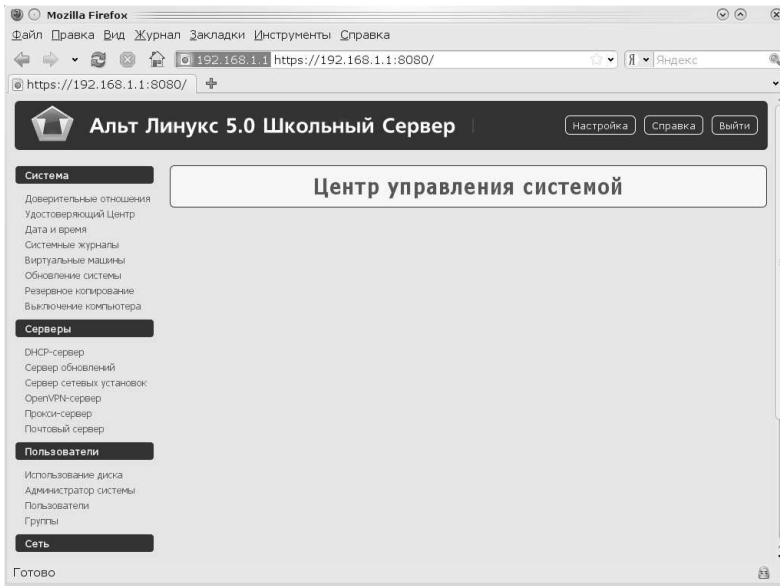 Mozilla Firefox
Файл Правка Вид Журнал Закладки Инструменты Справка
192.168.1.1 https://192.168.1.1:8080/
Яндекс
https://192.168.1.1:8080/
Альт Линукс 5.0 Школьный Сервер
Настройка Справка Выйти
Система
Центр управления системой
Доверительные отношения
Удостоверяющий Центр
Дата и время
Системные журналы
Виртуальные машины
Обновление системы
Резервное копирование
Выключение компьютера
Серверы
DHCP-сервер
Сервер обновлений
Сервер сетевых установок
OpenVPN-сервер
Прокси-сервер
Почтовый сервер
Пользователи
Использование диска
Администратор системы
Пользователи
Группы
Сеть
Готово